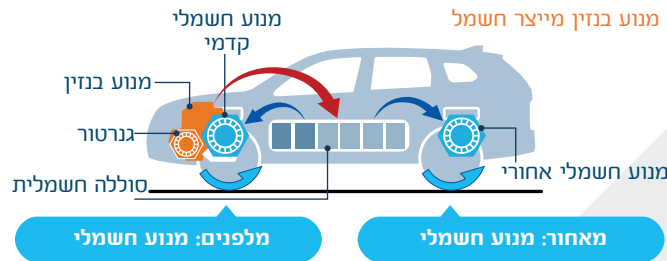 מנוע בנזין מייצר חשמל
מנוע חשמלי
קדמי
מנוע בנזין
גנרטור
מנוע חשמלי אחורי
סוללה חשמלית
מאחור: מנוע חשמלי
מלפנים: מנוע חשמלי